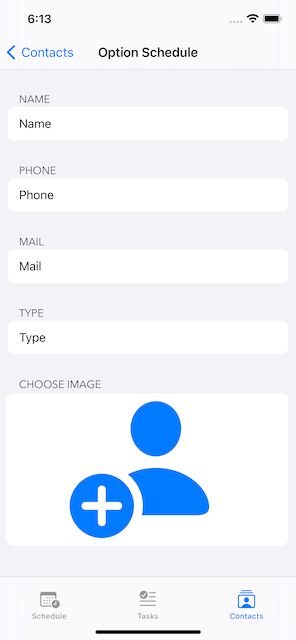 6:13
Contacts
Option Schedule
NAME
Name
PHONE
Phone
MAIL
Mail
TYPE
Type
CHOOSE IMAGE
Schedule
Tasks
Contacts